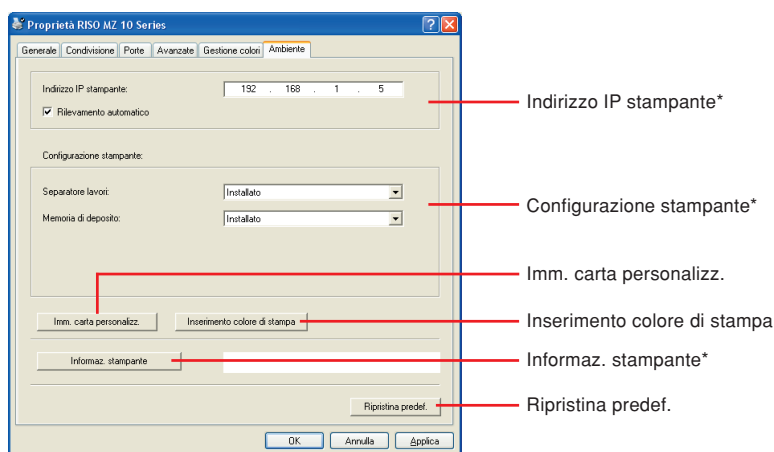 Proprietà RISO MZ 10 Series
Generale Condivisione Porte Avanzate Gestione colori Ambiente
Indirizzo IP stampante: 192 . 168 . 1 . 5
Rilevamento automatico
Configurazione stampante:
Separatore lavori: Installato
Memoria di deposito: Installato
Imm. carta personalizz. Inserimento colore di stampa
Informaz. stampante
Ripristina predef.
OK Annulla Applica
Indirizzo IP stampante*
Configurazione stampante*
Imm. carta personalizz.
Inserimento colore di stampa
Informaz. stampante*
Ripristina predef.